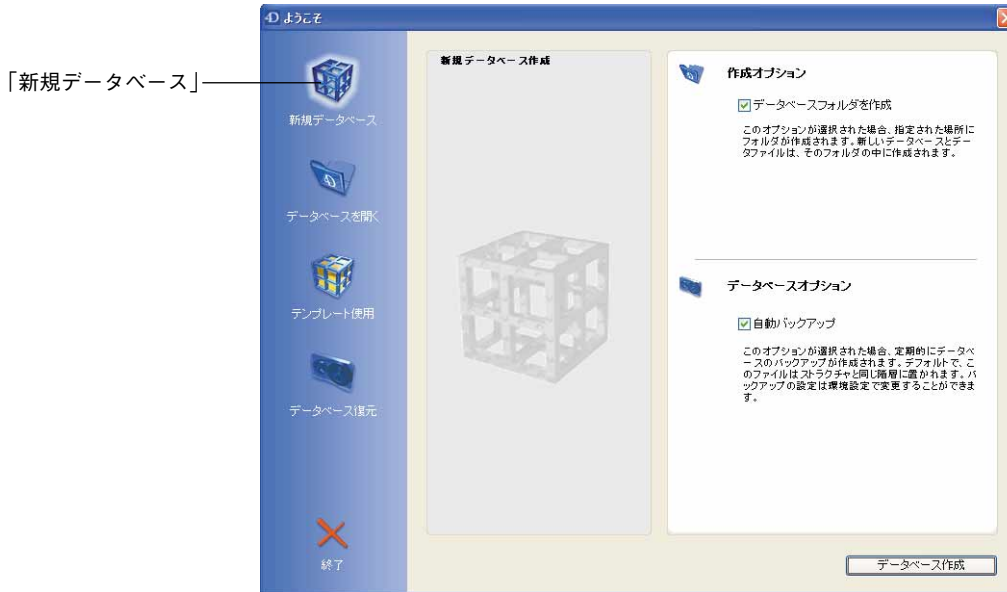 ようこそ
「新規データベース」
新規データベース
データベースを開く
テンプレート使用
データベース復元
終了
新規データベース作成
作成オプション
データベースフォルダを作成
このオプションが選択された場合、指定された場所に
フォルダが作成されます。新しいデータベースとデー
タファイルは、そのフォルダの中に作成されます。
データベースオプション
自動バックアップ
このオプションが選択された場合、定期的にデータベ
ースのバックアップが作成されます。デフォルトで、こ
のファイルはストラクチャと同じ階層に置かれます。バ
ックアップの設定は環境設定で変更することができま
す。
データベース作成